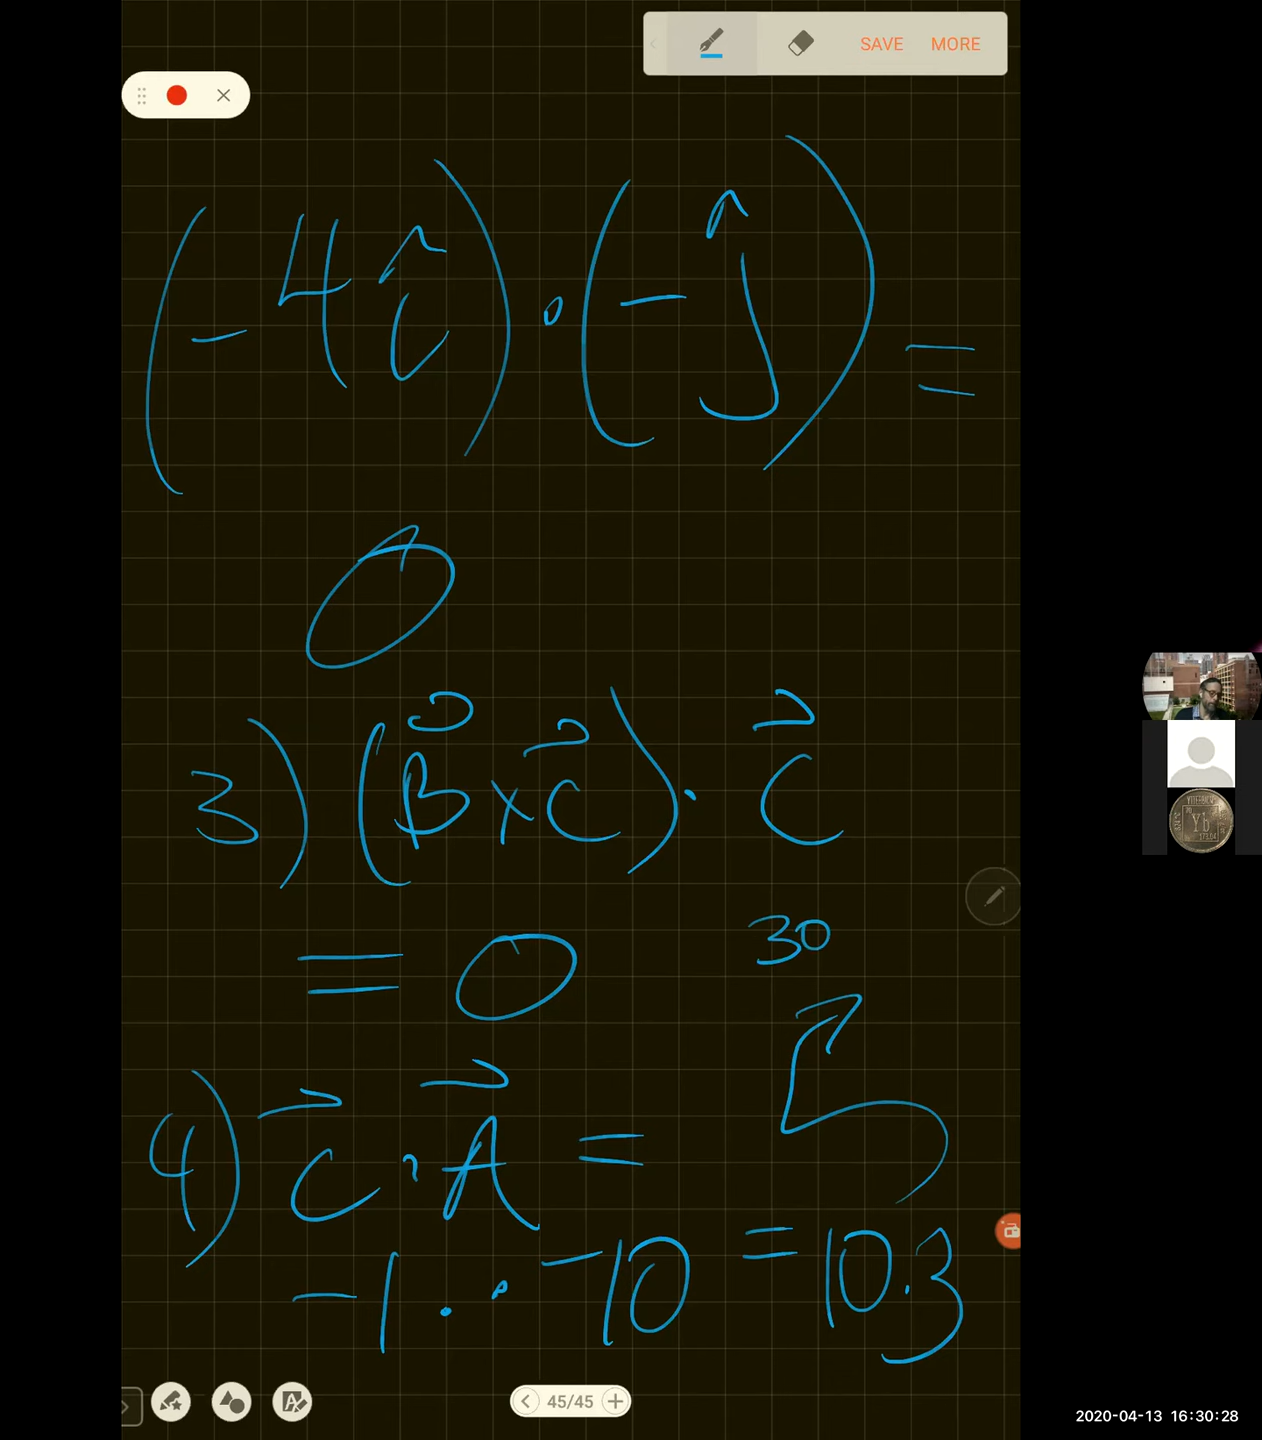 SAVE MORE
(-4î)·(-ĵ) =
0
3) (B⃗ x C⃗)· C⃗
= 0
30
4) C⃗ · A⃗ =
-1 · · -10 = 10.3
Yb
45/45
2020-04-13 16:30:28